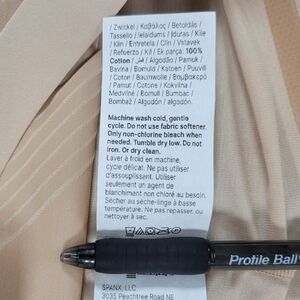 / Zwickel / Καβάλος / Betoldás /
Tassello / Ielaidums / Įduras / Kile
/ Klin / Entretela / Clin / Vstavek
/ Refuerzo / Kil / Ek parça: 100%
Cotton / قطن / Algodão / Pamuk /
Bavlna / Bomuld / Katoen / Puuvill
/ Coton / Baumwolle / Βαμβακερό
/ Pamut / Cotone / Kokvilna /
Medvilnė / Bomull / Bumbac /
Bombaž / Algodón / algodón.
Machine wash cold, gentle
cycle. Do not use fabric softener.
Only non-chlorine bleach when
needed. Tumble dry low. Do not
iron. Or dry clean.
Laver à froid en machine,
cycle délicat. Ne pas utiliser
d'assouplissant. Utiliser
seulement un agent de
blanchiment non chloré au besoin.
Sécher au sèche-linge à basse
température. Ne pas repasser, ou
nettoyer à sec.
Profile Ball
SPANX, LLC
3035 Peachtree Road NE